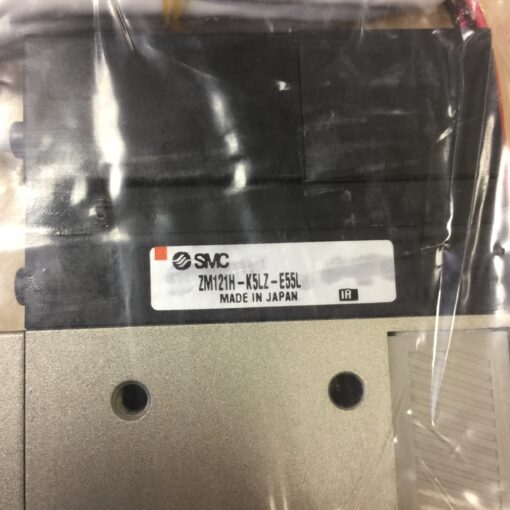 SMC
ZM121H-K5LZ-E55L
MADE IN JAPAN
IR